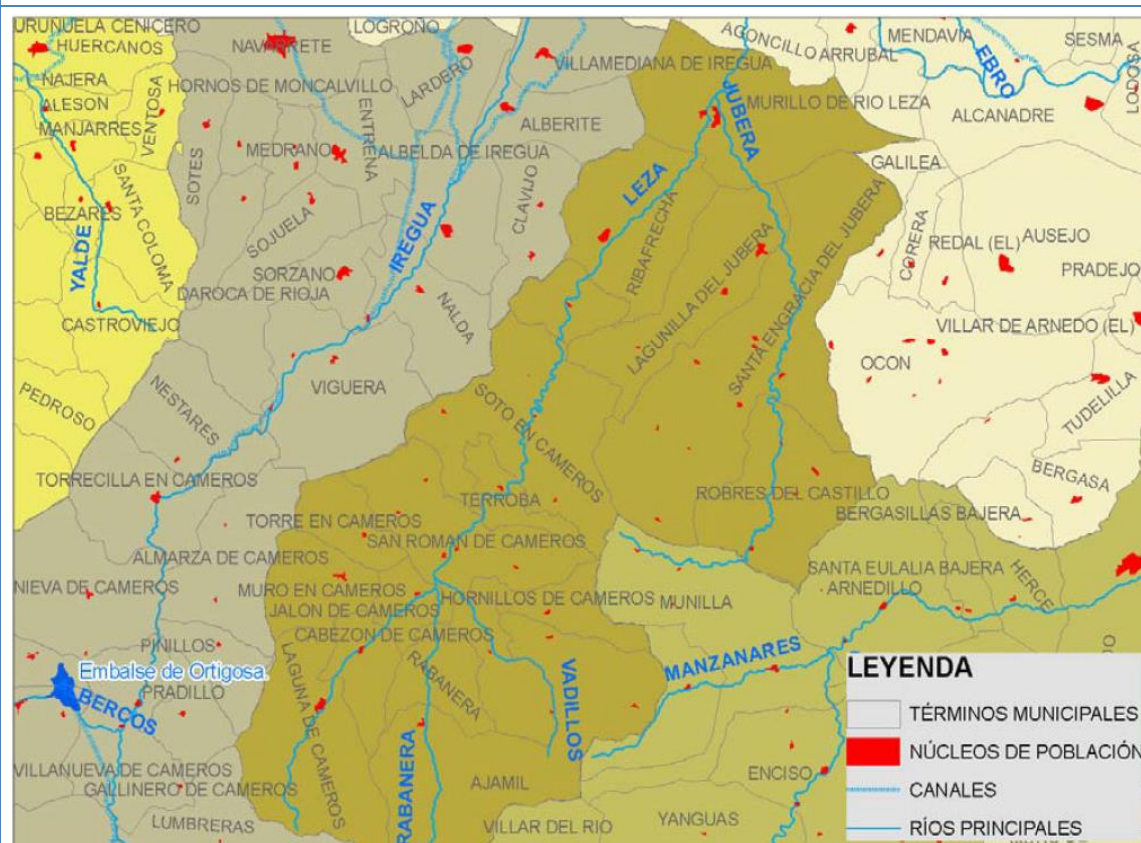 URUÑUELA CENICERO
LOGROÑO
HUERCANOS
NAVARRETE
AGONCILLO
ARRUBAL
MENDAVIA
SESMA
EBRO
LODOSA
NAJERA
HORNOS DE MONCALVILLO
LARDERO
VILLAMEDIANA DE IREGUA
MURILLO DE RIO LEZA
ALCANADRE
ALESON
VENTOSA
ENTRENA
ALBERITE
JUBERA
MANJARRES
MEDRANO
ALBELDA DE IREGUA
GALILEA
SOTES
SANTA COLOMA
CLAVIJO
LEZA
BEZARES
SOJUELA
IREGUA
RIBAFRECHA
CORERA
REDAL (EL)
AUSEJO
YALDE
SORZANO
LAGUNILLA DEL JUBERA
SANTA ENGRACIA DEL JUBERA
PRADEJO
DAROCA DE RIOJA
NALDA
CASTROVIEJO
VILLAR DE ARNEDO (EL)
OCON
PEDROSO
NESTARES
VIGUERA
SOTO EN CAMEROS
TUDELILLA
TORRECILLA EN CAMEROS
TERROBA
ROBRES DEL CASTILLO
BERGASA
TORRE EN CAMEROS
BERGASILLAS BAJERA
SAN ROMAN DE CAMEROS
ALMARZA DE CAMEROS
SANTA EULALIA BAJERA
HERCE
NIEVA DE CAMEROS
MURO EN CAMEROS
HORNILLOS DE CAMEROS
MUNILLA
ARNEDILLO
JALON DE CAMEROS
CABEZON DE CAMEROS
PINILLOS
Embalse de Ortigosa
LAGUNA DE CAMEROS
RABANERA
VADILLOS
MANZANARES
PRADILLO
BERCOS
VILLANUEVA DE CAMEROS
GALLINERO DE CAMEROS
AJAMIL
ENCISO
LUMBRERAS
RABANERA
VILLAR DEL RIO
YANGUAS
LEYENDA
TÉRMINOS MUNICIPALES
NÚCLEOS DE POBLACIÓN
CANALES
RÍOS PRINCIPALES